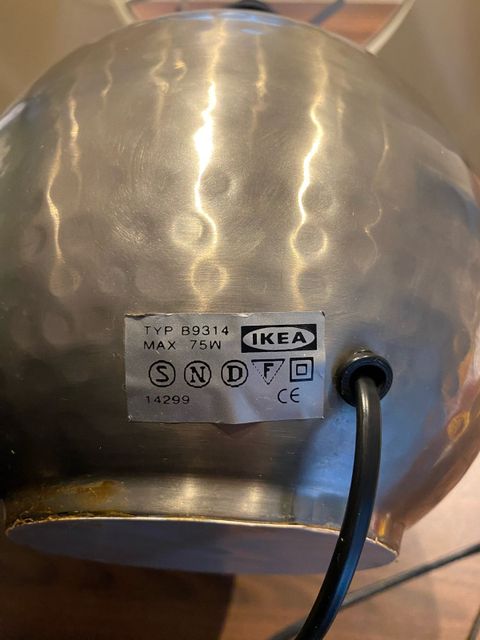 TYP B9314
MAX 75W
IKEA
S N D F
14299
CE